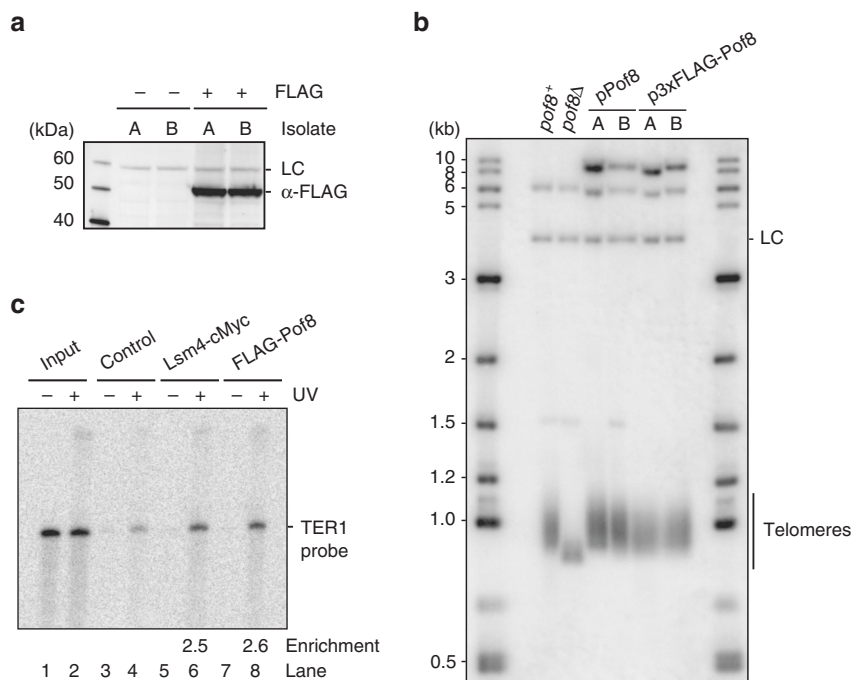 a
– – + + FLAG
(kDa) A B A B Isolate
60
50
40
LC
α-FLAG
b
pof8+ pof8Δ pPof8 p3xFLAG-Pof8
(kb) A B A B
10
8
6
5
3
2
1.5
1.2
1.0
0.5
LC
Telomeres
c
Input Control Lsm4-cMyc FLAG-Pof8
– + – + – + – + UV
TER1
probe
2.5 2.6 Enrichment
1 2 3 4 5 6 7 8 Lane